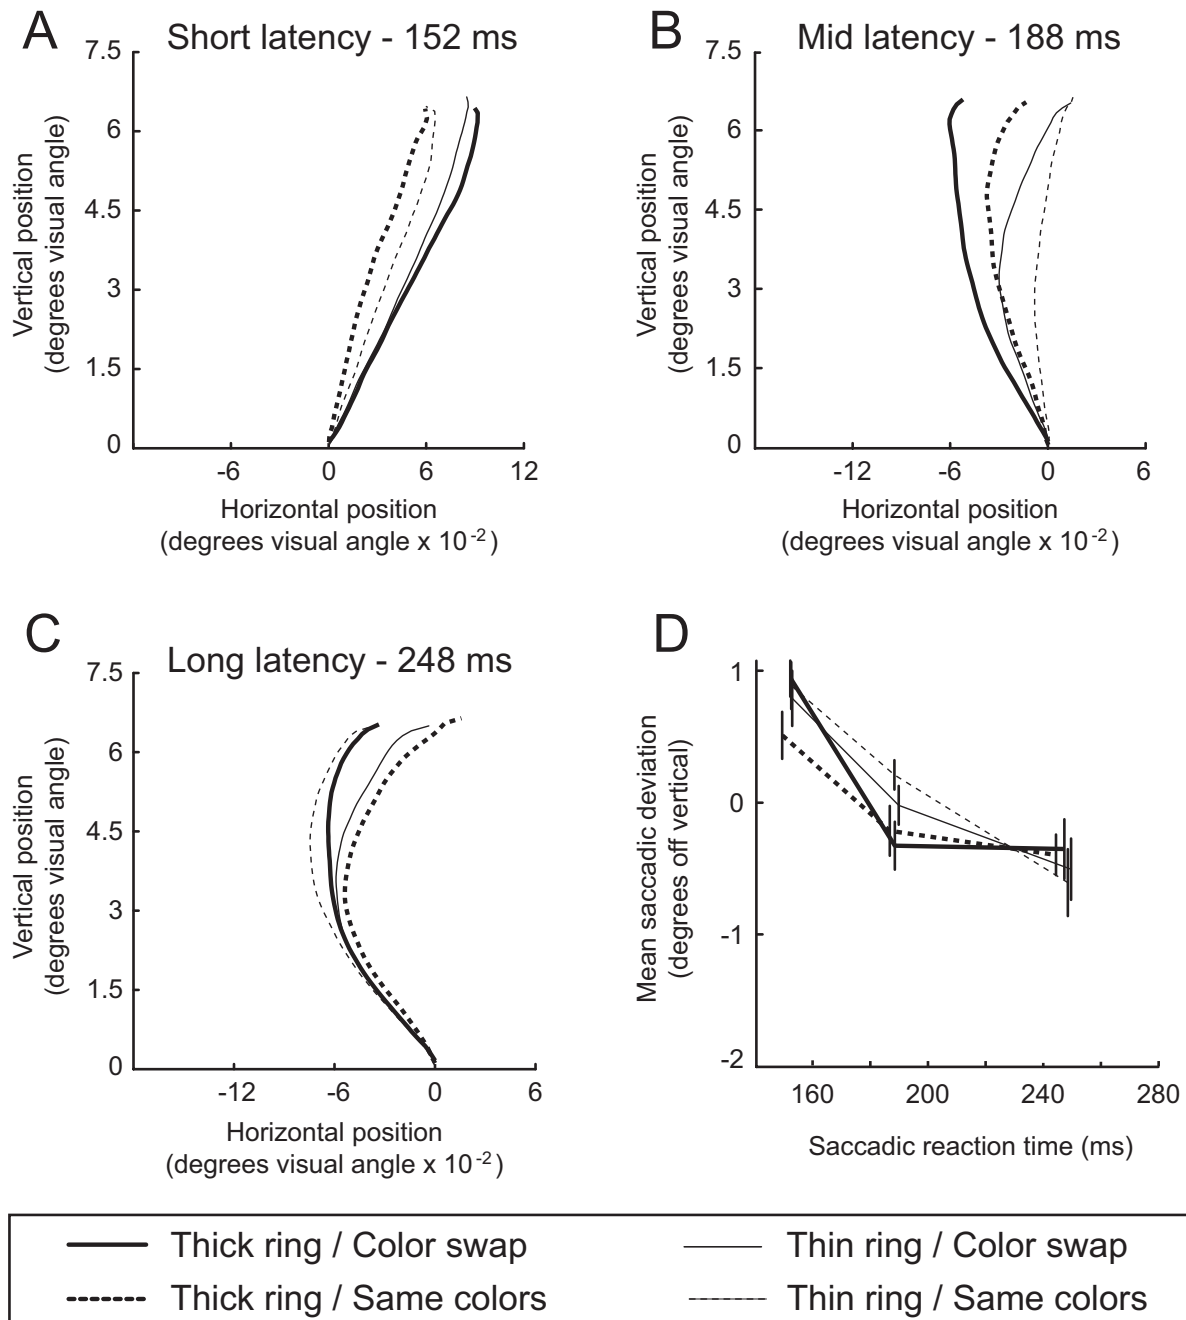 A
Short latency - 152 ms
7.5
6
4.5
3
1.5
0
Vertical position
(degrees visual angle)
-6 0 6 12
Horizontal position
(degrees visual angle x 10⁻²)
B
Mid latency - 188 ms
7.5
6
4.5
3
1.5
0
Vertical position
(degrees visual angle)
-12 -6 0 6
Horizontal position
(degrees visual angle x 10⁻²)
C
Long latency - 248 ms
7.5
6
4.5
3
1.5
0
Vertical position
(degrees visual angle)
-12 -6 0 6
Horizontal position
(degrees visual angle x 10⁻²)
D
1
0
-1
-2
Mean saccadic deviation
(degrees off vertical)
160 200 240 280
Saccadic reaction time (ms)
Thick ring / Color swap
Thin ring / Color swap
Thick ring / Same colors
Thin ring / Same colors